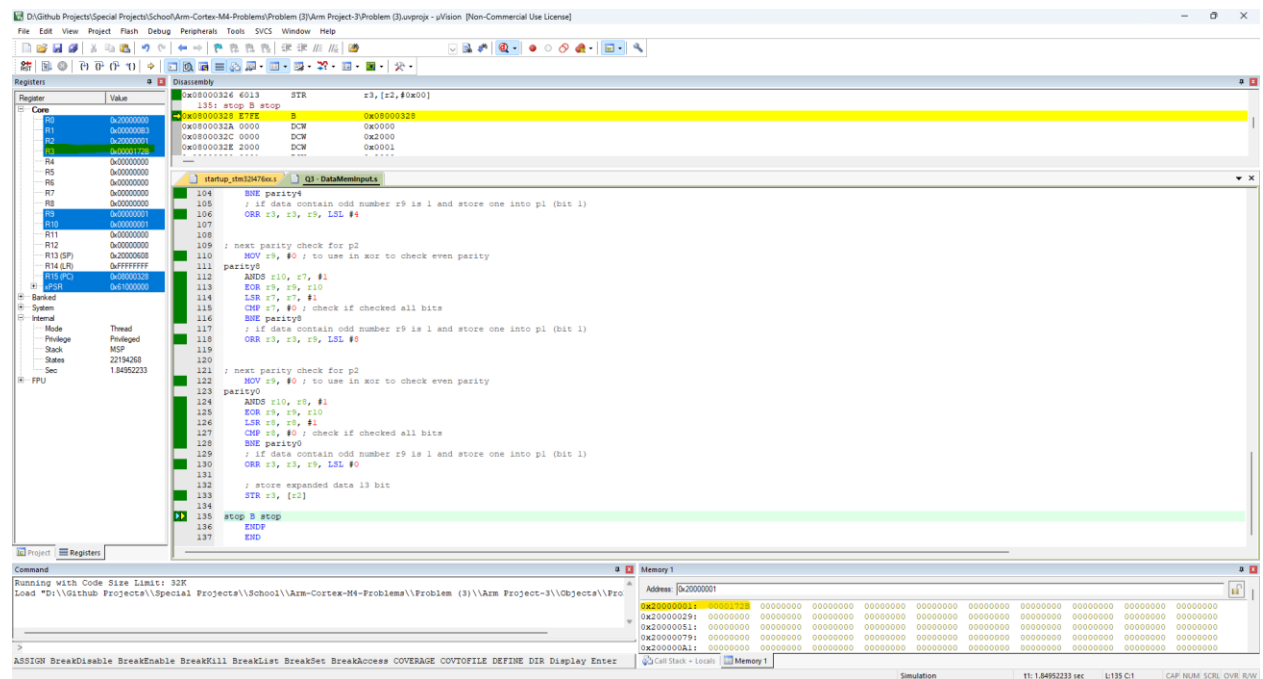 D:\Github Projects\Special Projects\School\Arm-Cortex-M4-Problems\Problem (3)\Arm Project-3\Problem (3).uvprojx - µVision [Non-Commercial Use License]
File Edit View Project Flash Debug Peripherals Tools SVCS Window Help
Registers
Register Value
Core
R0 0x20000000
R1 0x000000B3
R2 0x20000001
R3 0x0000172B
R4 0x00000000
R5 0x00000000
R6 0x00000000
R7 0x00000000
R8 0x00000000
R9 0x00000001
R10 0x00000001
R11 0x00000000
R12 0x00000000
R13 (SP) 0x20000608
R14 (LR) 0xFFFFFFFF
R15 (PC) 0x08000328
xPSR 0x61000000
Banked
System
Internal
Mode Thread
Privilege Privileged
Stack MSP
States 22194268
Sec 1.84952233
FPU
Project Registers
Disassembly
0x08000326 6013 STR r3,[r2,#0x00]
135: stop B stop
0x08000328 E7FE B 0x08000328
0x0800032A 0000 DCW 0x0000
0x0800032C 0000 DCW 0x2000
0x0800032E 2000 DCW 0x0001
startup_stm32l476xx.s Q3 - DataMemInput.s
104 BNE parity4
105 ; if data contain odd number r9 is 1 and store one into p1 (bit 1)
106 ORR r3, r3, r9, LSL #4
107
108
109 ; next parity check for p2
110 MOV r9, #0 ; to use in xor to check even parity
111 parity8
112 ANDS r10, r7, #1
113 EOR r9, r9, r10
114 LSR r7, r7, #1
115 CMP r7, #0 ; check if checked all bits
116 BNE parity8
117 ; if data contain odd number r9 is 1 and store one into p1 (bit 1)
118 ORR r3, r3, r9, LSL #8
119
120
121 ; next parity check for p2
122 MOV r9, #0 ; to use in xor to check even parity
123 parity0
124 ANDS r10, r8, #1
125 EOR r9, r9, r10
126 LSR r8, r8, #1
127 CMP r8, #0 ; check if checked all bits
128 BNE parity0
129 ; if data contain odd number r9 is 1 and store one into p1 (bit 1)
130 ORR r3, r3, r9, LSL #0
131
132 ; store expanded data 13 bit
133 STR r3, [r2]
134
135 stop B stop
136 ENDP
137 END
Command
Running with Code Size Limit: 32K
Load "D:\\Github Projects\\Special Projects\\School\\Arm-Cortex-M4-Problems\\Problem (3)\\Arm Project-3\\Objects\\Pro
>
ASSIGN BreakDisable BreakEnable BreakKill BreakList BreakSet BreakAccess COVERAGE COVTOFILE DEFINE DIR Display Enter
Memory 1
Address: 0x20000001
0x20000001: 0000172B 00000000 00000000 00000000 00000000 00000000 00000000 00000000 00000000 00000000
0x20000029: 00000000 00000000 00000000 00000000 00000000 00000000 00000000 00000000 00000000 00000000
0x20000051: 00000000 00000000 00000000 00000000 00000000 00000000 00000000 00000000 00000000 00000000
0x20000079: 00000000 00000000 00000000 00000000 00000000 00000000 00000000 00000000 00000000 00000000
0x200000A1: 00000000 00000000 00000000 00000000 00000000 00000000 00000000 00000000 00000000 00000000
Call Stack + Locals Memory 1
Simulation t1: 1.84952233 sec L:135 C:1 CAP NUM SCRL OVR R/W